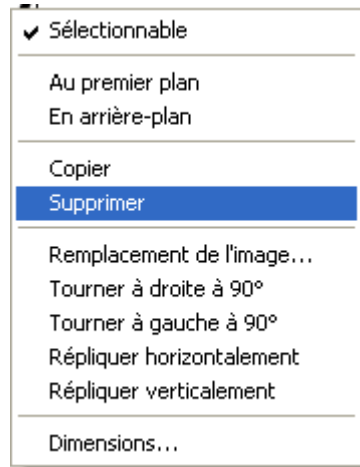 Sélectionnable
Au premier plan
En arrière-plan
Copier
Supprimer
Remplacement de l'image...
Tourner à droite à 90°
Tourner à gauche à 90°
Répliquer horizontalement
Répliquer verticalement
Dimensions...